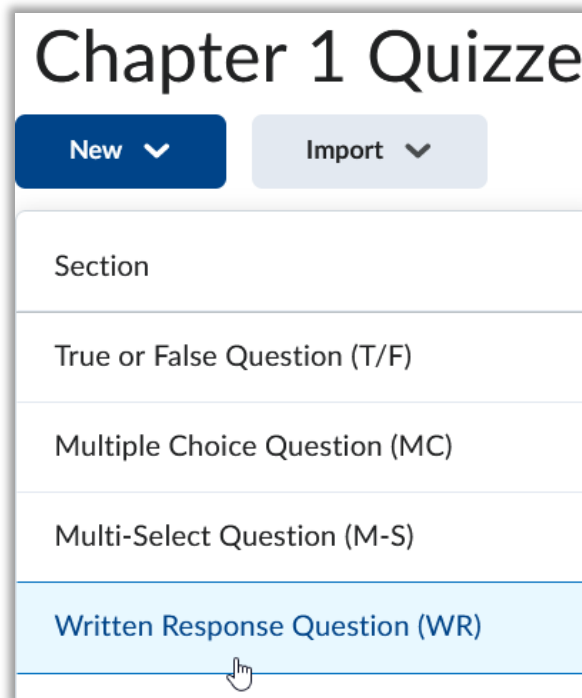 Chapter 1 Quizze
New Import
Section
True or False Question (T/F)
Multiple Choice Question (MC)
Multi-Select Question (M-S)
Written Response Question (WR)